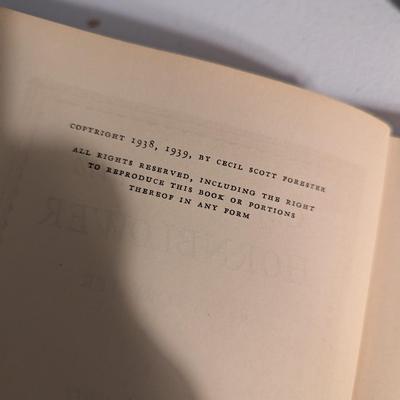 COPYRIGHT 1938, 1939, BY CECIL SCOTT FORESTER
ALL RIGHTS RESERVED, INCLUDING THE RIGHT
TO REPRODUCE THIS BOOK OR PORTIONS
THEREOF IN ANY FORM